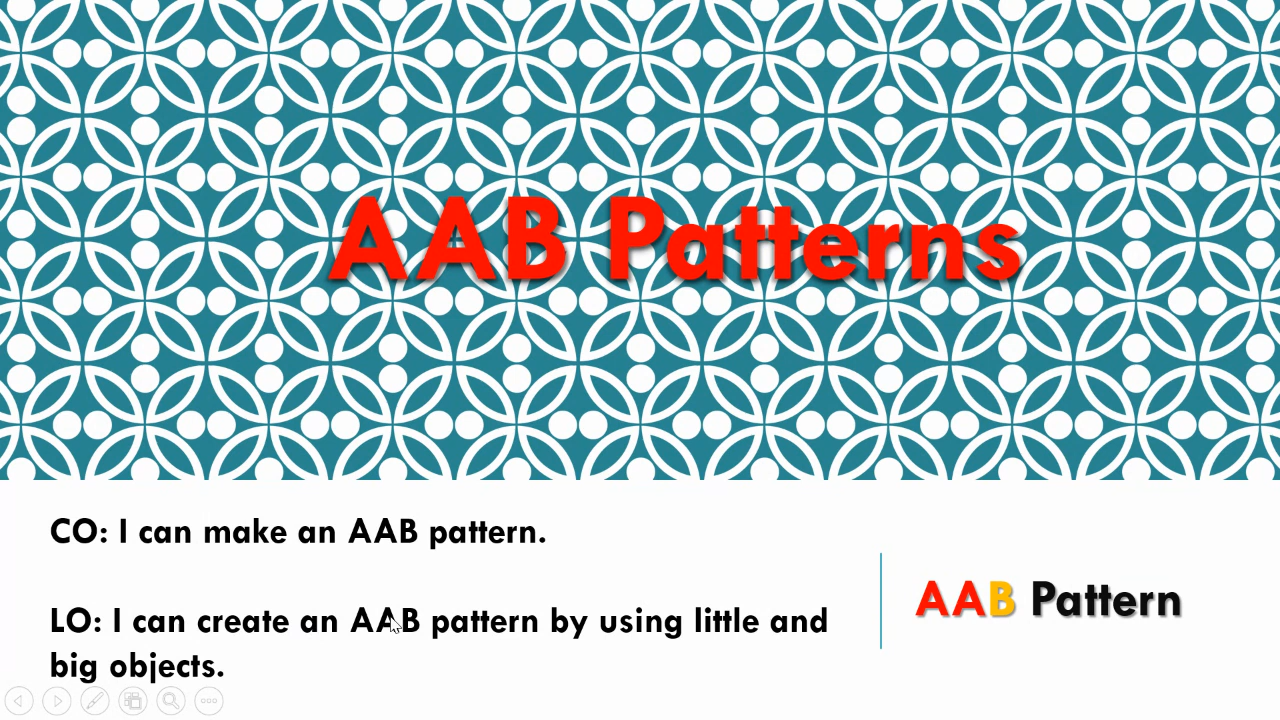 AAB Patterns
CO: I can make an AAB pattern.
LO: I can create an AAB pattern by using little and
big objects.
AAB Pattern